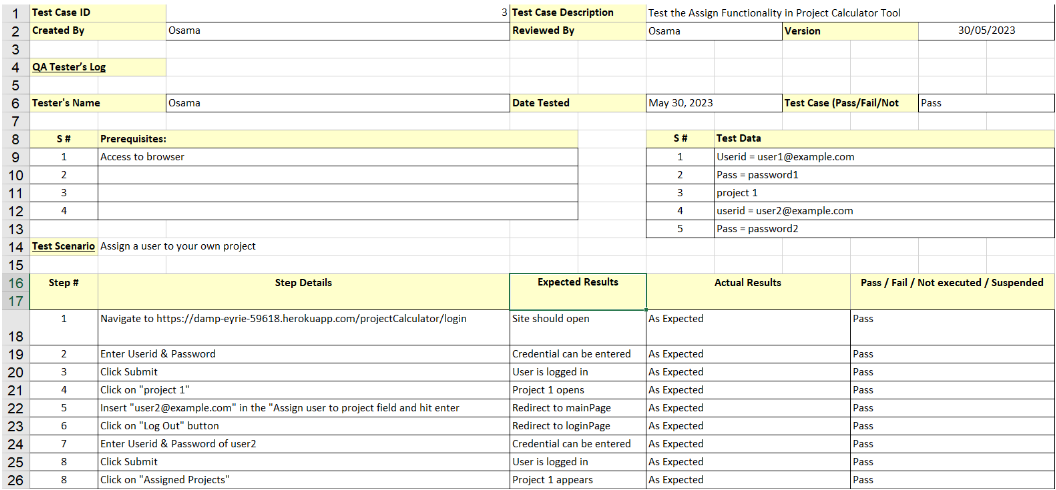 1 Test Case ID 3 Test Case Description Test the Assign Functionality in Project Calculator Tool
2 Created By Osama Reviewed By Osama Version 30/05/2023
3
4 QA Tester's Log
5
6 Tester's Name Osama Date Tested May 30, 2023 Test Case (Pass/Fail/Not Pass
7
8 S # Prerequisites: S # Test Data
9 1 Access to browser 1 Userid = user1@example.com
10 2 2 Pass = password1
11 3 3 project 1
12 4 4 userid = user2@example.com
13 5 Pass = password2
14 Test Scenario Assign a user to your own project
15
16 Step # Step Details Expected Results Actual Results Pass / Fail / Not executed / Suspended
17
18 1 Navigate to https://damp-eyrie-59618.herokuapp.com/projectCalculator/login Site should open As Expected Pass
19 2 Enter Userid & Password Credential can be entered As Expected Pass
20 3 Click Submit User is logged in As Expected Pass
21 4 Click on "project 1" Project 1 opens As Expected Pass
22 5 Insert "user2@example.com" in the "Assign user to project field and hit enter Redirect to mainPage As Expected Pass
23 6 Click on "Log Out" button Redirect to loginPage As Expected Pass
24 7 Enter Userid & Password of user2 Credential can be entered As Expected Pass
25 8 Click Submit User is logged in As Expected Pass
26 8 Click on "Assigned Projects" Project 1 appears As Expected Pass